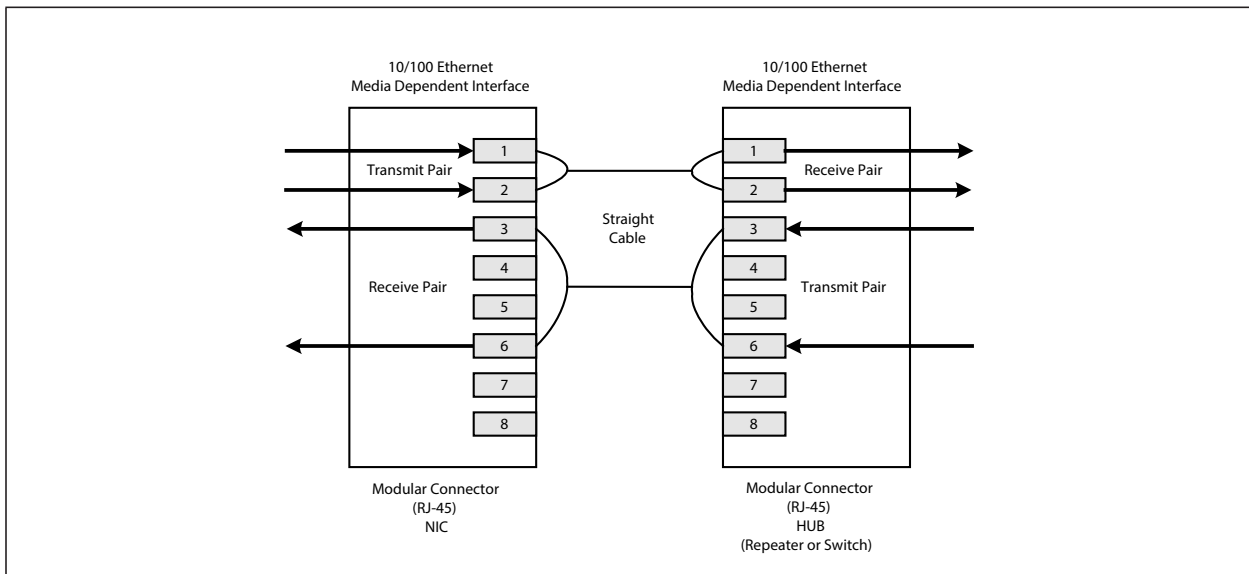 10/100 Ethernet
Media Dependent Interface
1
Transmit Pair
2
3
4
Receive Pair
5
6
7
8
Modular Connector
(RJ-45)
NIC
Straight
Cable
10/100 Ethernet
Media Dependent Interface
1
Receive Pair
2
3
4
Transmit Pair
5
6
7
8
Modular Connector
(RJ-45)
HUB
(Repeater or Switch)